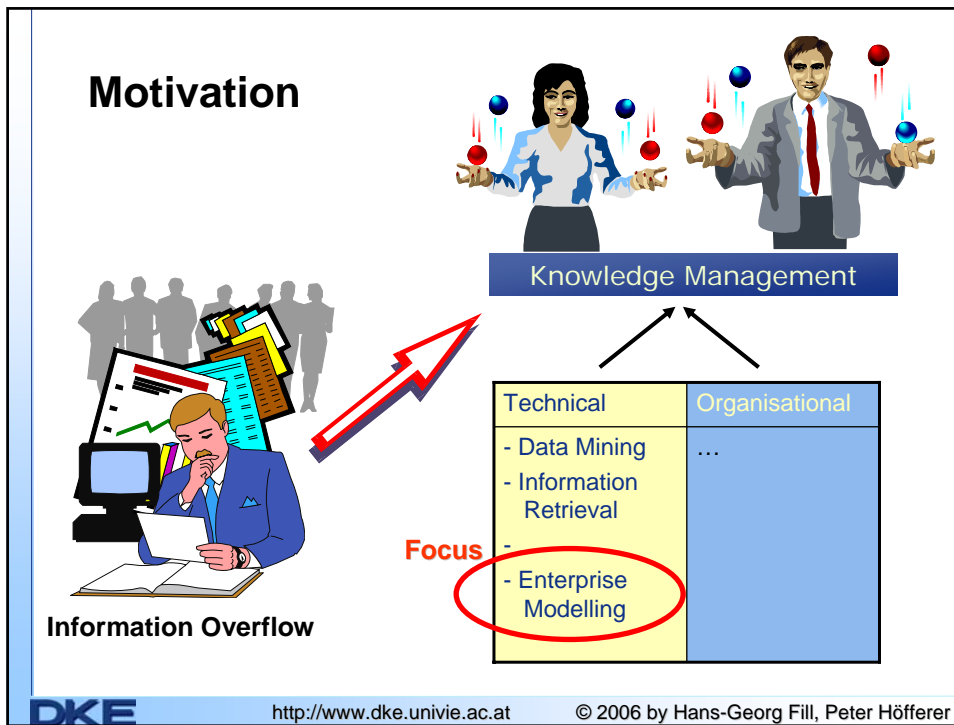 Motivation
Knowledge Management
Technical
Organisational
- Data Mining
- Information
Retrieval
-
- Enterprise
Modelling
…
Focus
Information Overflow
DKE
http://www.dke.univie.ac.at
© 2006 by Hans-Georg Fill, Peter Höfferer